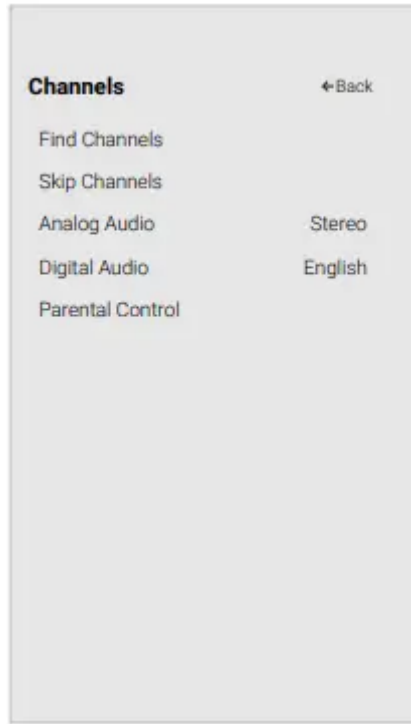 Channels ←Back
Find Channels
Skip Channels
Analog Audio Stereo
Digital Audio English
Parental Control